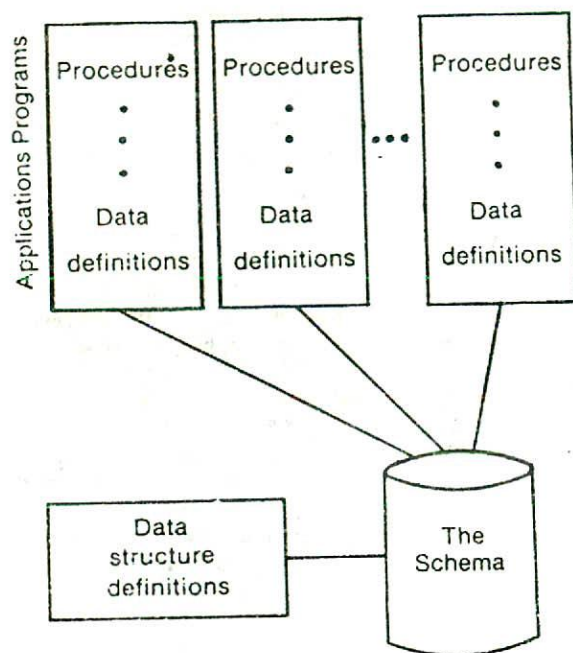 Applications Programs
Procedures
Data
definitions
Procedures
Data
definitions
Procedures
Data
definitions
Data
structure
definitions
The
Schema